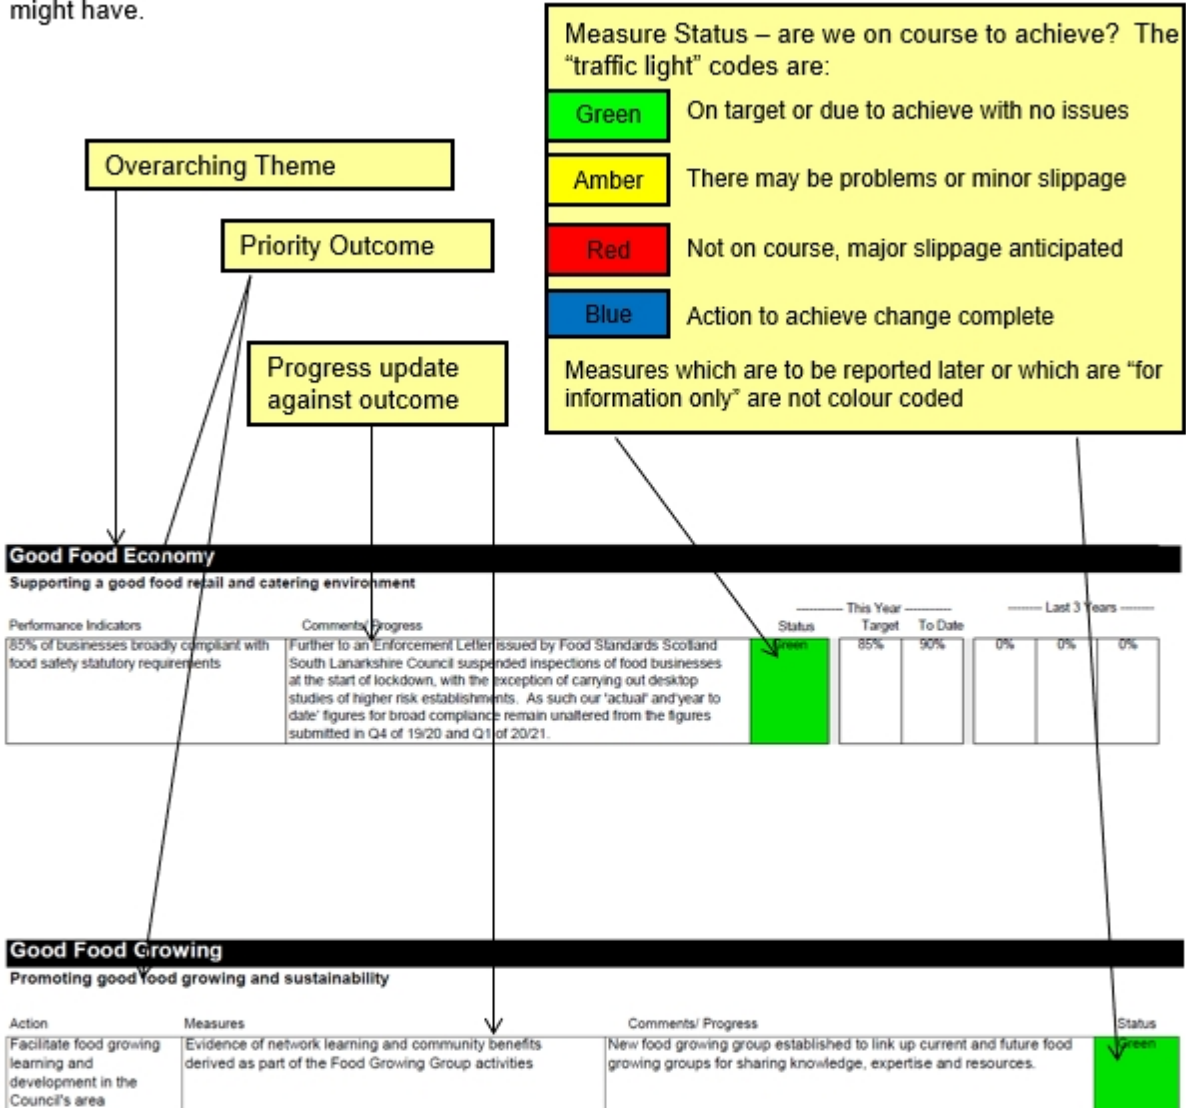 might have.
Measure Status – are we on course to achieve? The
“traffic light” codes are:
Green On target or due to achieve with no issues
Amber There may be problems or minor slippage
Red Not on course, major slippage anticipated
Blue Action to achieve change complete
Measures which are to be reported later or which are “for
information only” are not colour coded
Overarching Theme
Priority Outcome
Progress update
against outcome
Good Food Economy
Supporting a good food retail and catering environment
---------- This Year ---------- -------- Last 3 Years --------
Performance Indicators Comments/ Progress Status Target To Date
85% of businesses broadly compliant with
food safety statutory requirements
Further to an Enforcement Letter issued by Food Standards Scotland
South Lanarkshire Council suspended inspections of food businesses
at the start of lockdown, with the exception of carrying out desktop
studies of higher risk establishments. As such our 'actual' and'year to
date' figures for broad compliance remain unaltered from the figures
submitted in Q4 of 19/20 and Q1 of 20/21.
Green 85% 90% 0% 0% 0%
Good Food Growing
Promoting good food growing and sustainability
Action Measures Comments/ Progress Status
Facilitate food growing
learning and
development in the
Council's area
Evidence of network learning and community benefits
derived as part of the Food Growing Group activities
New food growing group established to link up current and future food
growing groups for sharing knowledge, expertise and resources.
Green